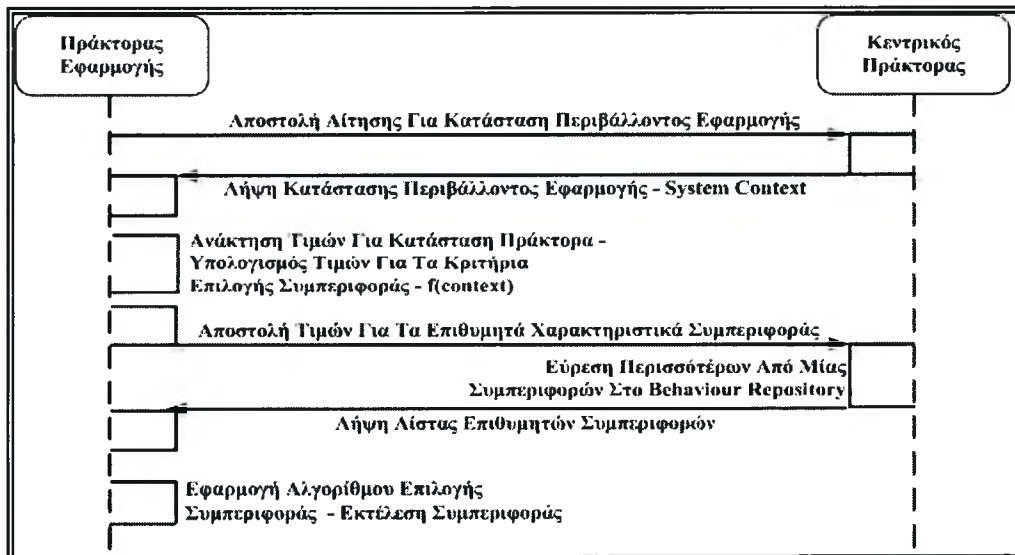 Πράκτορας
Εφαρμογής
Κεντρικός
Πράκτορας
Αποστολή Αίτησης Για Κατάσταση Περιβάλλοντος Εφαρμογής
Λήψη Κατάστασης Περιβάλλοντος Εφαρμογής - System Context
Ανάκτηση Τιμών Για Κατάσταση Πράκτορα -
Υπολογισμός Τιμών Για Τα Κριτήρια
Επιλογής Συμπεριφοράς - f(context)
Αποστολή Τιμών Για Τα Επιθυμητά Χαρακτηριστικά Συμπεριφοράς
Εύρεση Περισσότέρων Από Μίας
Συμπεριφορών Στο Behaviour Repository
Λήψη Λίστας Επιθυμητών Συμπεριφορών
Εφαρμογή Αλγορίθμου Επιλογής
Συμπεριφοράς - Εκτέλεση Συμπεριφοράς